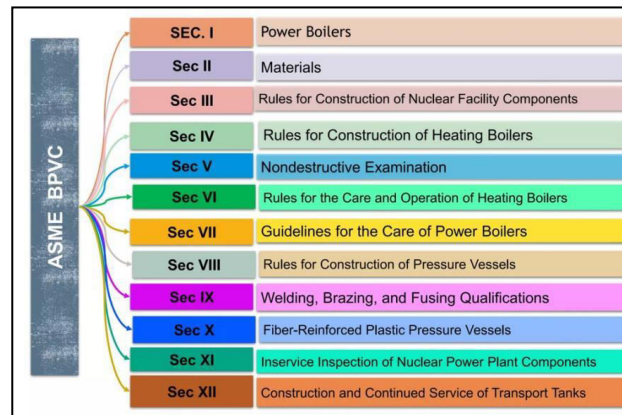 ASME BPVC
SEC. I Power Boilers
Sec II Materials
Sec III Rules for Construction of Nuclear Facility Components
Sec IV Rules for Construction of Heating Boilers
Sec V Nondestructive Examination
Sec VI Rules for the Care and Operation of Heating Boilers
Sec VII Guidelines for the Care of Power Boilers
Sec VIII Rules for Construction of Pressure Vessels
Sec IX Welding, Brazing, and Fusing Qualifications
Sec X Fiber-Reinforced Plastic Pressure Vessels
Sec XI Inservice Inspection of Nuclear Power Plant Components
Sec XII Construction and Continued Service of Transport Tanks